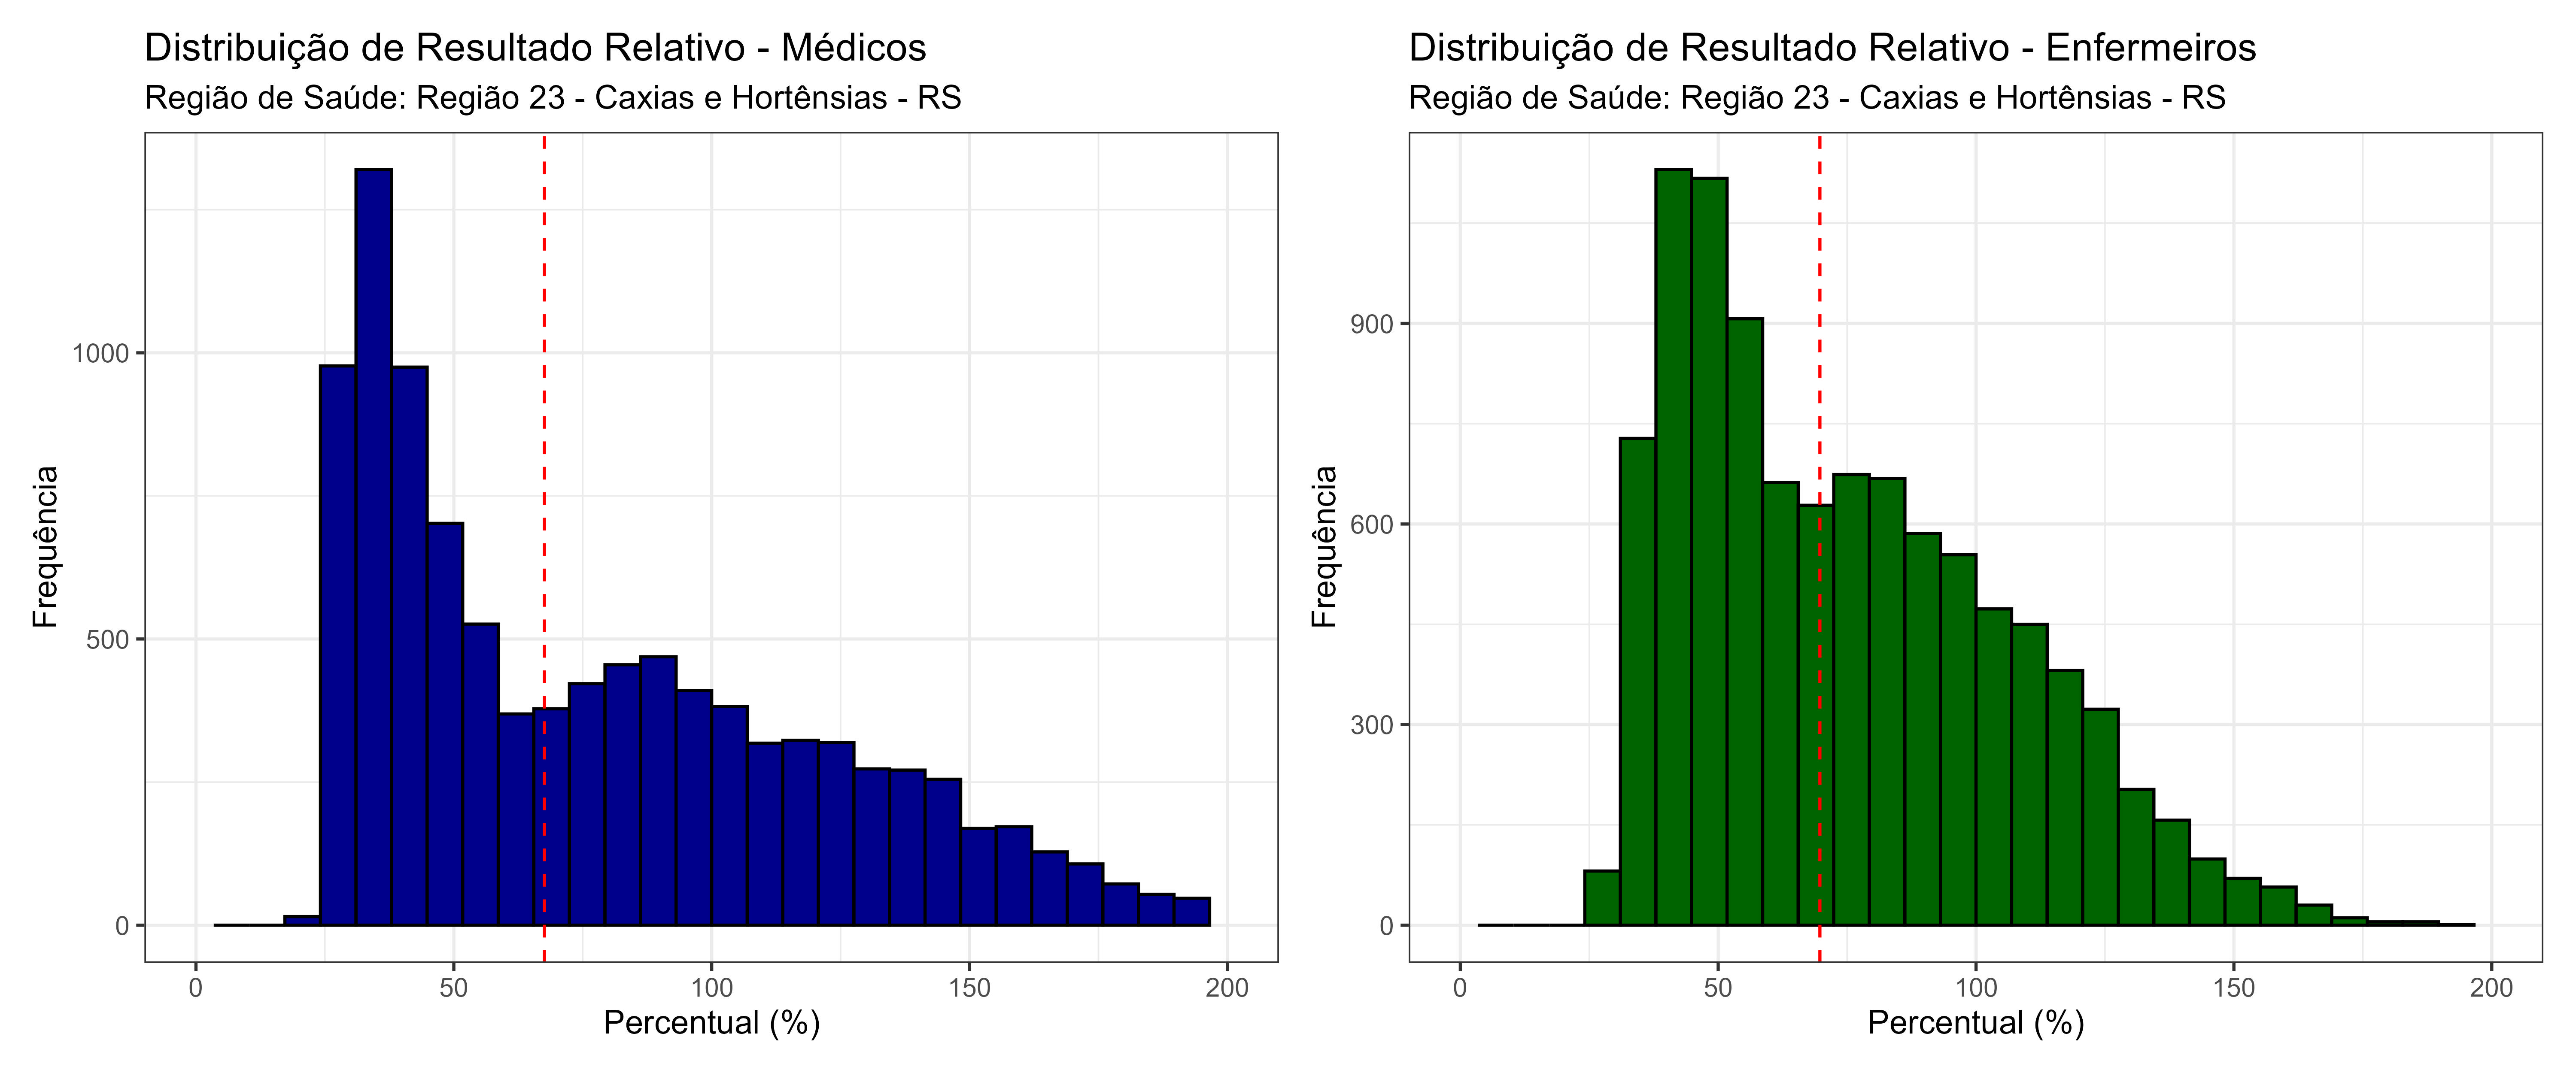 Distribuição de Resultado Relativo - Médicos
Região de Saúde: Região 23 - Caxias e Hortênsias - RS
Frequência
1000
500
0
0 50 100 150 200
Percentual (%)
Distribuição de Resultado Relativo - Enfermeiros
Região de Saúde: Região 23 - Caxias e Hortênsias - RS
Frequência
900
600
300
0
0 50 100 150 200
Percentual (%)